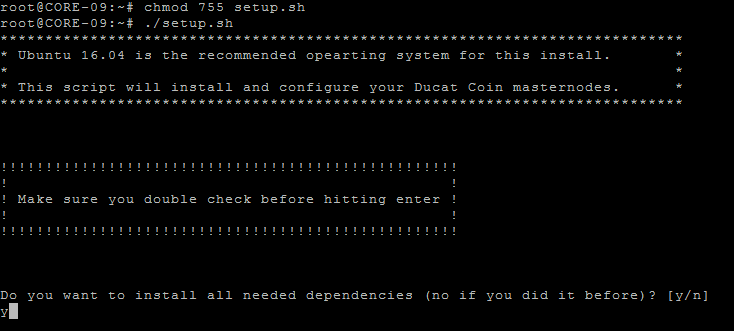 root@CORE-09:~# chmod 755 setup.sh
root@CORE-09:~# ./setup.sh
****************************************************************************
* Ubuntu 16.04 is the recommended opearting system for this install.       *
*                                                                          *
* This script will install and configure your Ducat Coin masternodes.      *
****************************************************************************
!!!!!!!!!!!!!!!!!!!!!!!!!!!!!!!!!!!!!!!!!!!!!!!!!!!
!                                                 !
! Make sure you double check before hitting enter !
!                                                 !
!!!!!!!!!!!!!!!!!!!!!!!!!!!!!!!!!!!!!!!!!!!!!!!!!!!
Do you want to install all needed dependencies (no if you did it before)? [y/n]
y